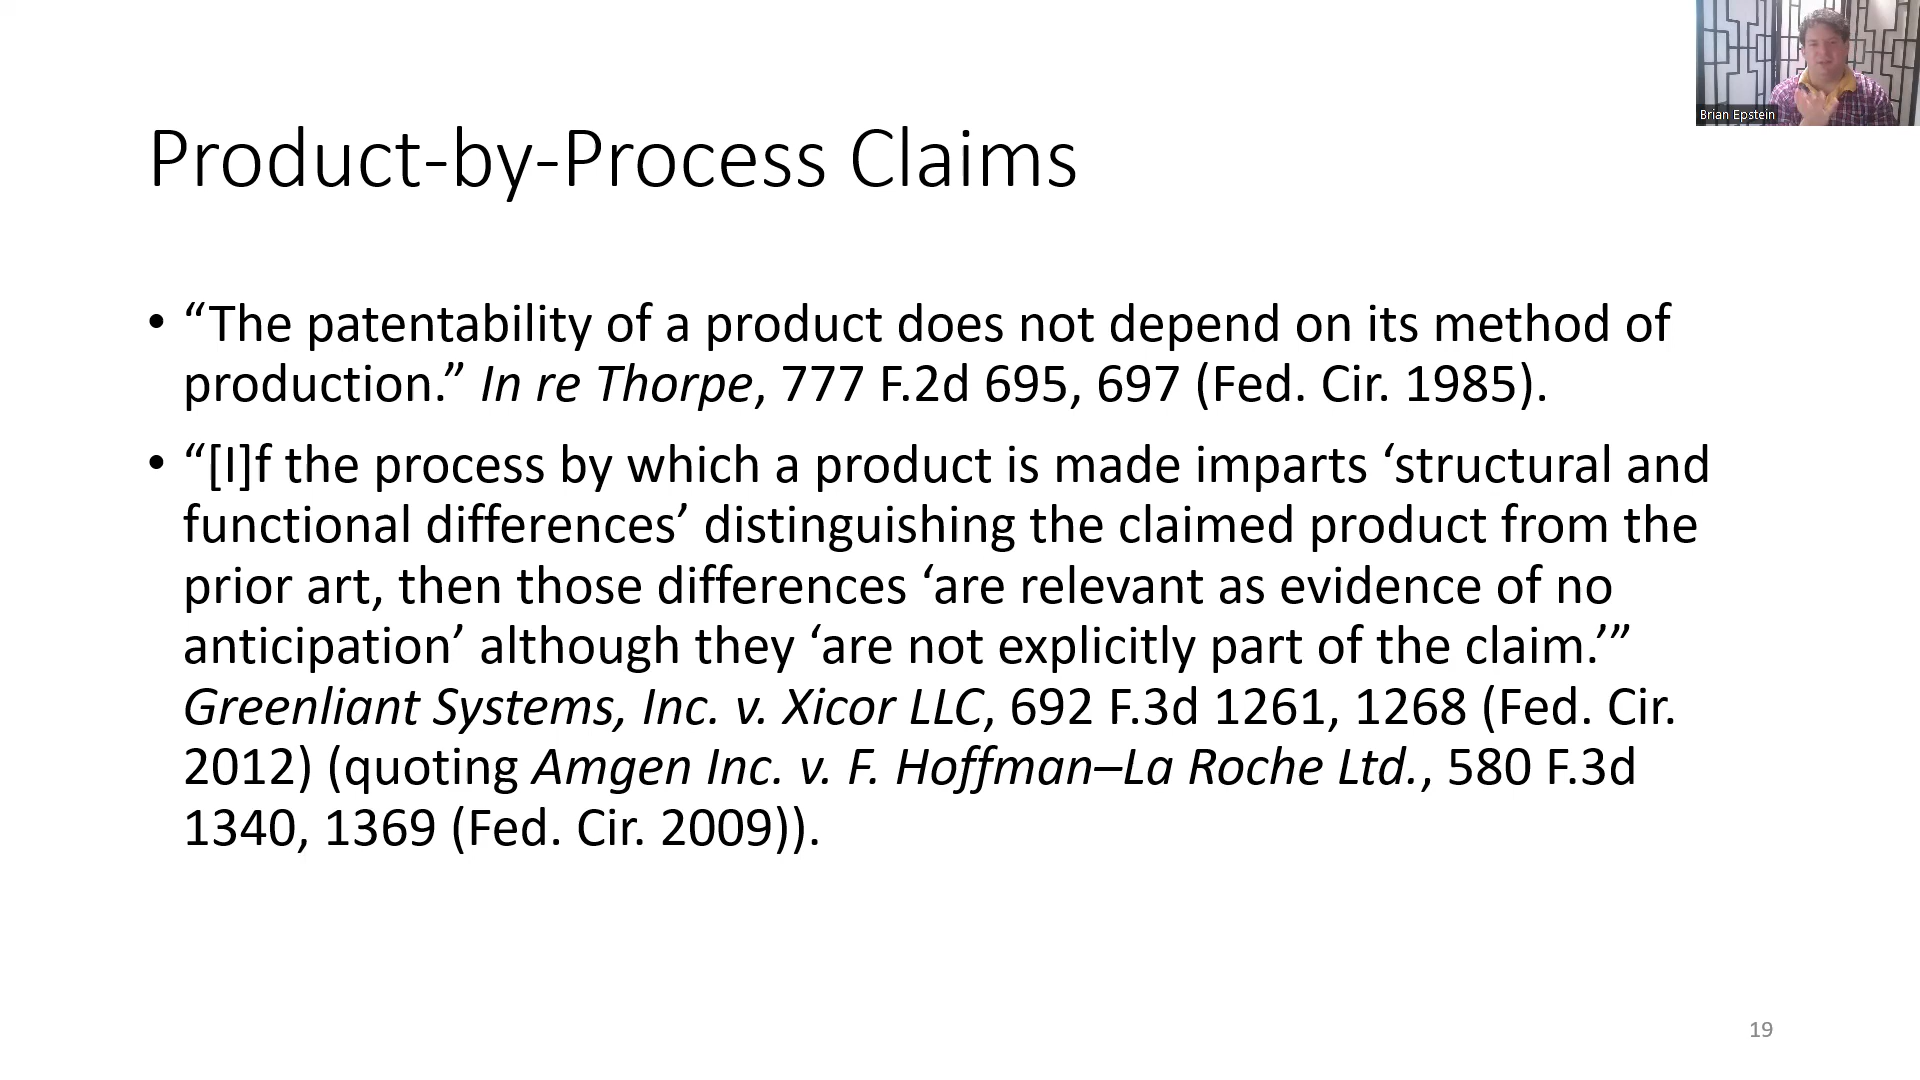 Brian Epstein
Product-by-Process Claims
• “The patentability of a product does not depend on its method of
production.” In re Thorpe, 777 F.2d 695, 697 (Fed. Cir. 1985).
• “[I]f the process by which a product is made imparts ‘structural and
functional differences’ distinguishing the claimed product from the
prior art, then those differences ‘are relevant as evidence of no
anticipation’ although they ‘are not explicitly part of the claim.’”
Greenliant Systems, Inc. v. Xicor LLC, 692 F.3d 1261, 1268 (Fed. Cir.
2012) (quoting Amgen Inc. v. F. Hoffman–La Roche Ltd., 580 F.3d
1340, 1369 (Fed. Cir. 2009)).
19